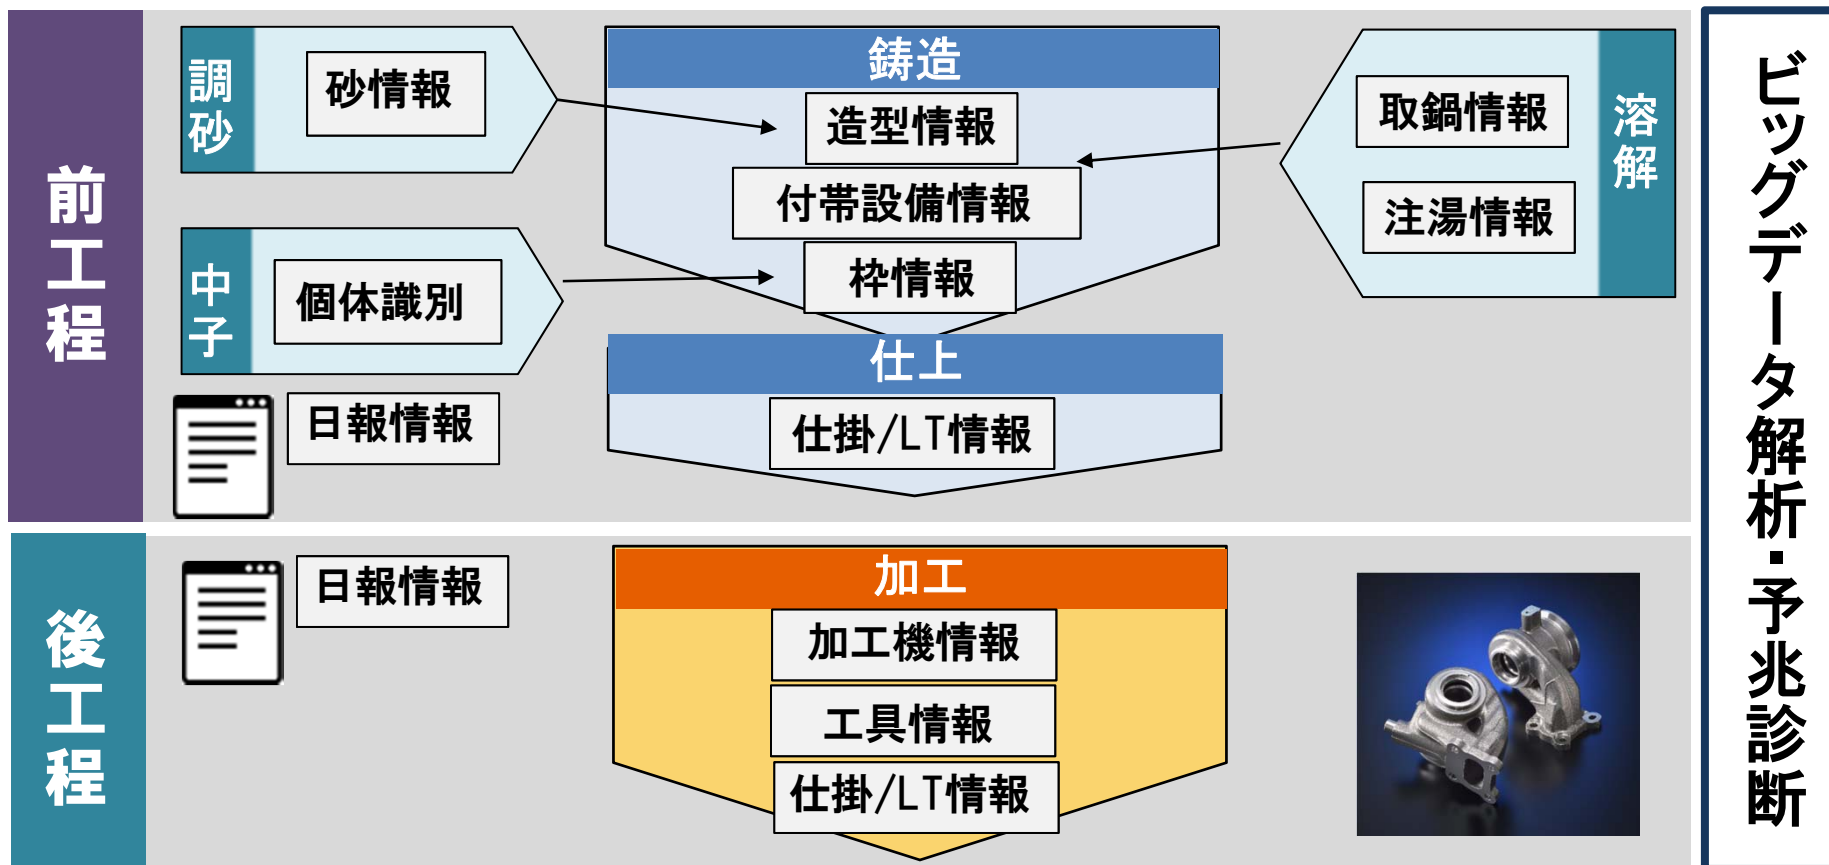 前工程
調砂
砂情報
中子
個体識別
日報情報
鋳造
造型情報
付帯設備情報
枠情報
仕上
仕掛/LT情報
取鍋情報
注湯情報
溶解
後工程
日報情報
加工
加工機情報
工具情報
仕掛/LT情報
ビッグデータ解析・予兆診断